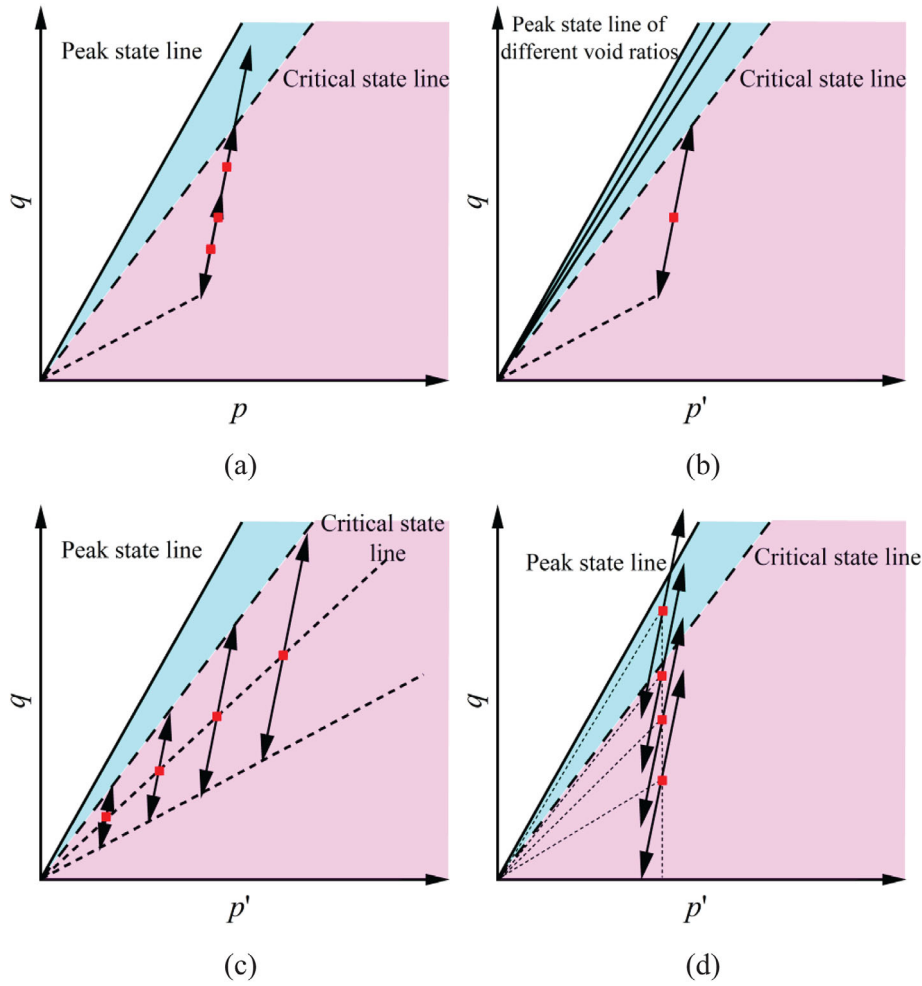 Peak state line
Critical state line
q
p
(a)
Peak state line of
different void ratios
Critical state line
q
p'
(b)
Peak state line
Critical state
line
q
p'
(c)
Peak state line
Critical state line
q
p'
(d)